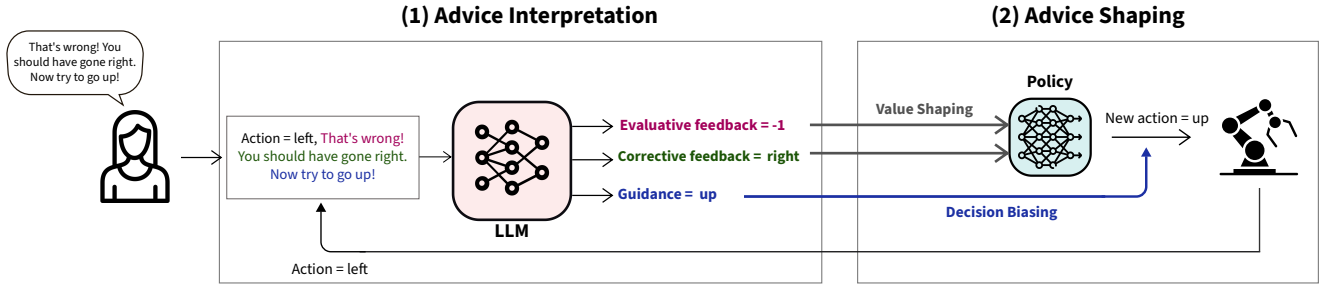 (1) Advice Interpretation
(2) Advice Shaping
That's wrong! You
should have gone right.
Now try to go up!
Action = left, That's wrong!
You should have gone right.
Now try to go up!
LLM
Evaluative feedback = -1
Corrective feedback = right
Guidance = up
Value Shaping
Policy
New action = up
Decision Biasing
Action = left